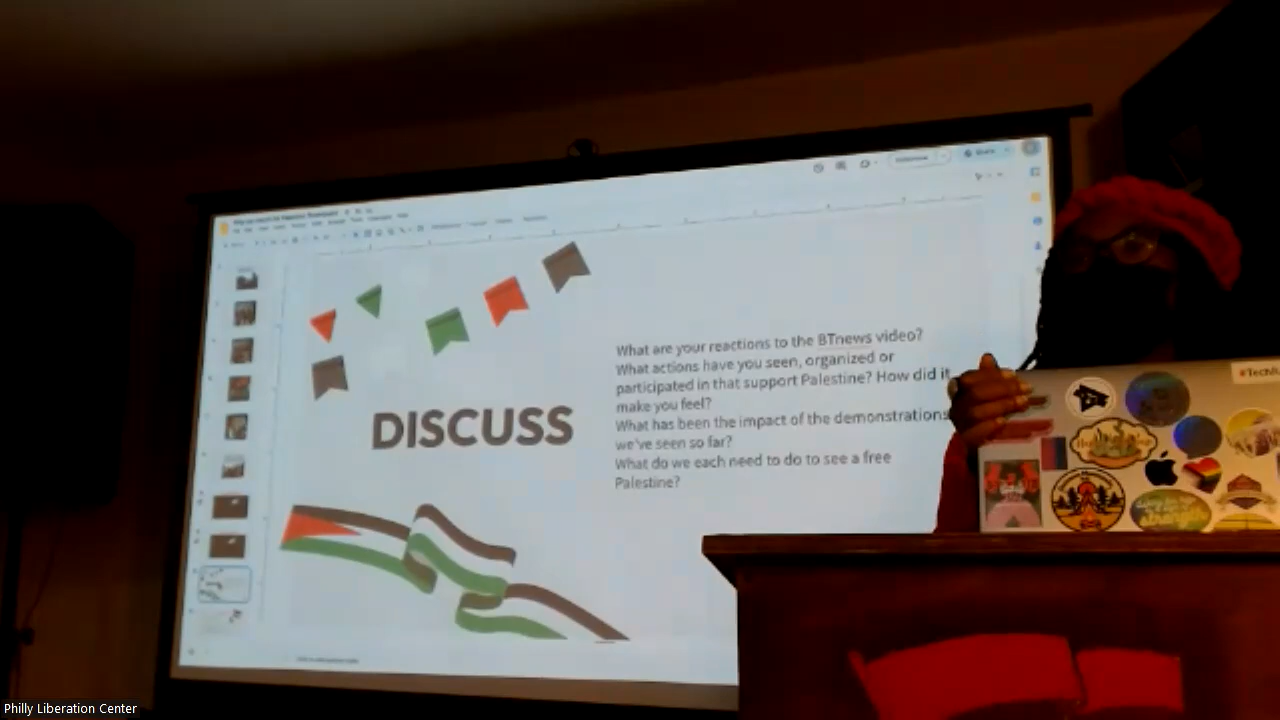 DISCUSS
What are your reactions to the BTnews video?
What actions have you seen, organized or
participated in that support Palestine? How did it
make you feel?
What has been the impact of the demonstrations
we've seen so far?
What do we each need to do to see a free
Palestine?
Share
Philly Liberation Center